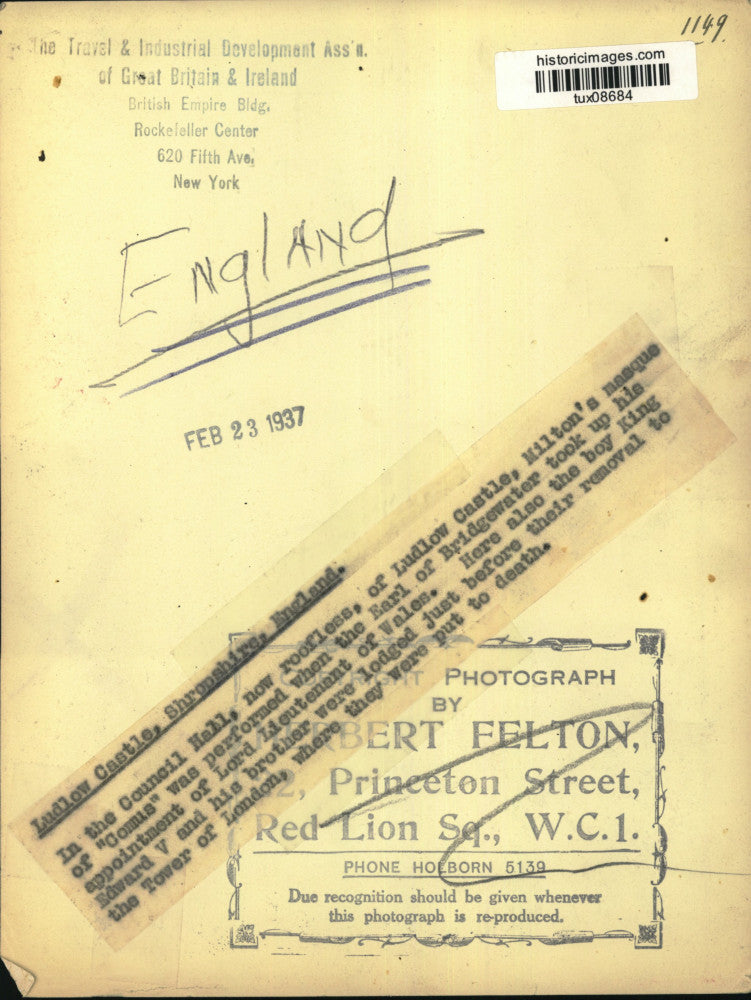 1149
historicimages.com
tux08684
The Travel & Industrial Development Ass'n.
of Great Britain & Ireland
British Empire Bldg.
Rockefeller Center
620 Fifth Ave.
New York
England
FEB 23 1937
Ludlow Castle, Shropshire, England.
In the Council Hall, now roofless, of Ludlow Castle, Milton's masque
of "Comus" was performed when the Earl of Bridgewater took up his
appointment of Lord Lieutenant of Wales. Here also the boy King
Edward V and his brother were lodged just before their removal to
the Tower of London, where they were put to death.
COPYRIGHT PHOTOGRAPH
BY
HERBERT FELTON,
2, Princeton Street,
Red Lion Sq., W.C.1.
PHONE HOLBORN 5139
Due recognition should be given whenever
this photograph is re-produced.